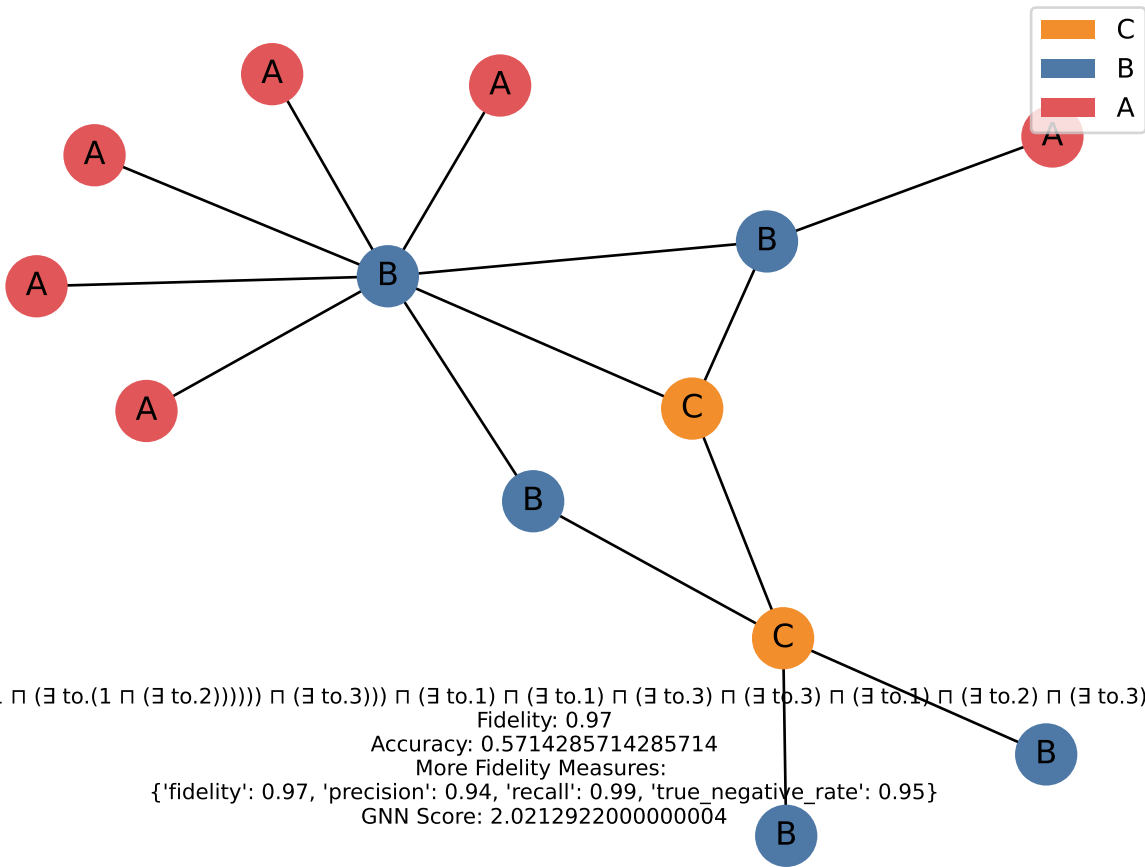 C
B
A
A
A
A
A
B
B
A
A
C
B
C
⊓ (∃ to.(1 ⊓ (∃ to.2)))))) ⊓ (∃ to.3))) ⊓ (∃ to.1) ⊓ (∃ to.1) ⊓ (∃ to.3) ⊓ (∃ to.3) ⊓ (∃ to.1) ⊓ (∃ to.2) ⊓ (∃ to.3)
Fidelity: 0.97
Accuracy: 0.5714285714285714
More Fidelity Measures:
{'fidelity': 0.97, 'precision': 0.94, 'recall': 0.99, 'true_negative_rate': 0.95}
GNN Score: 2.0212922000000004
B
B